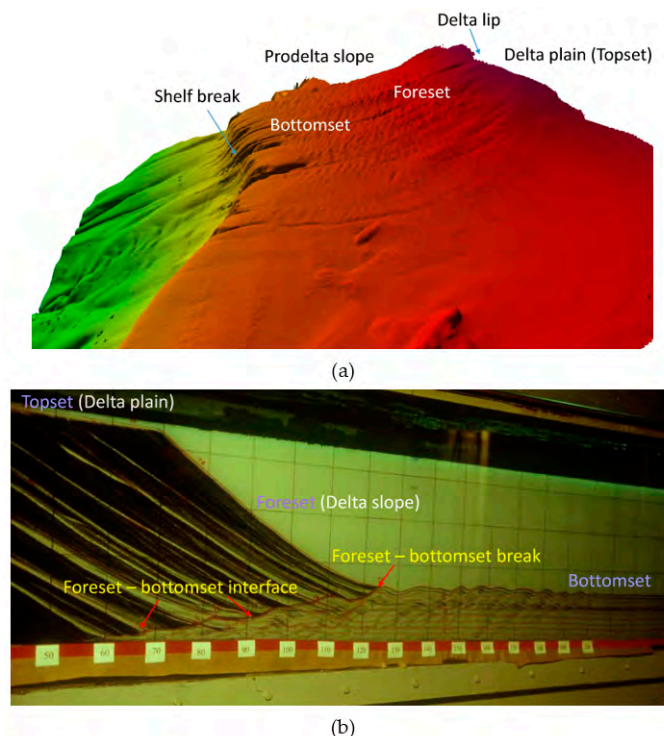 Delta lip
Prodelta slope
Delta plain (Topset)
Shelf break
Foreset
Bottomset
(a)
Topset (Delta plain)
Foreset (Delta slope)
Foreset – bottomset break
Foreset – bottomset interface
Bottomset
50 60 70 80 90 100 110 120
(b)